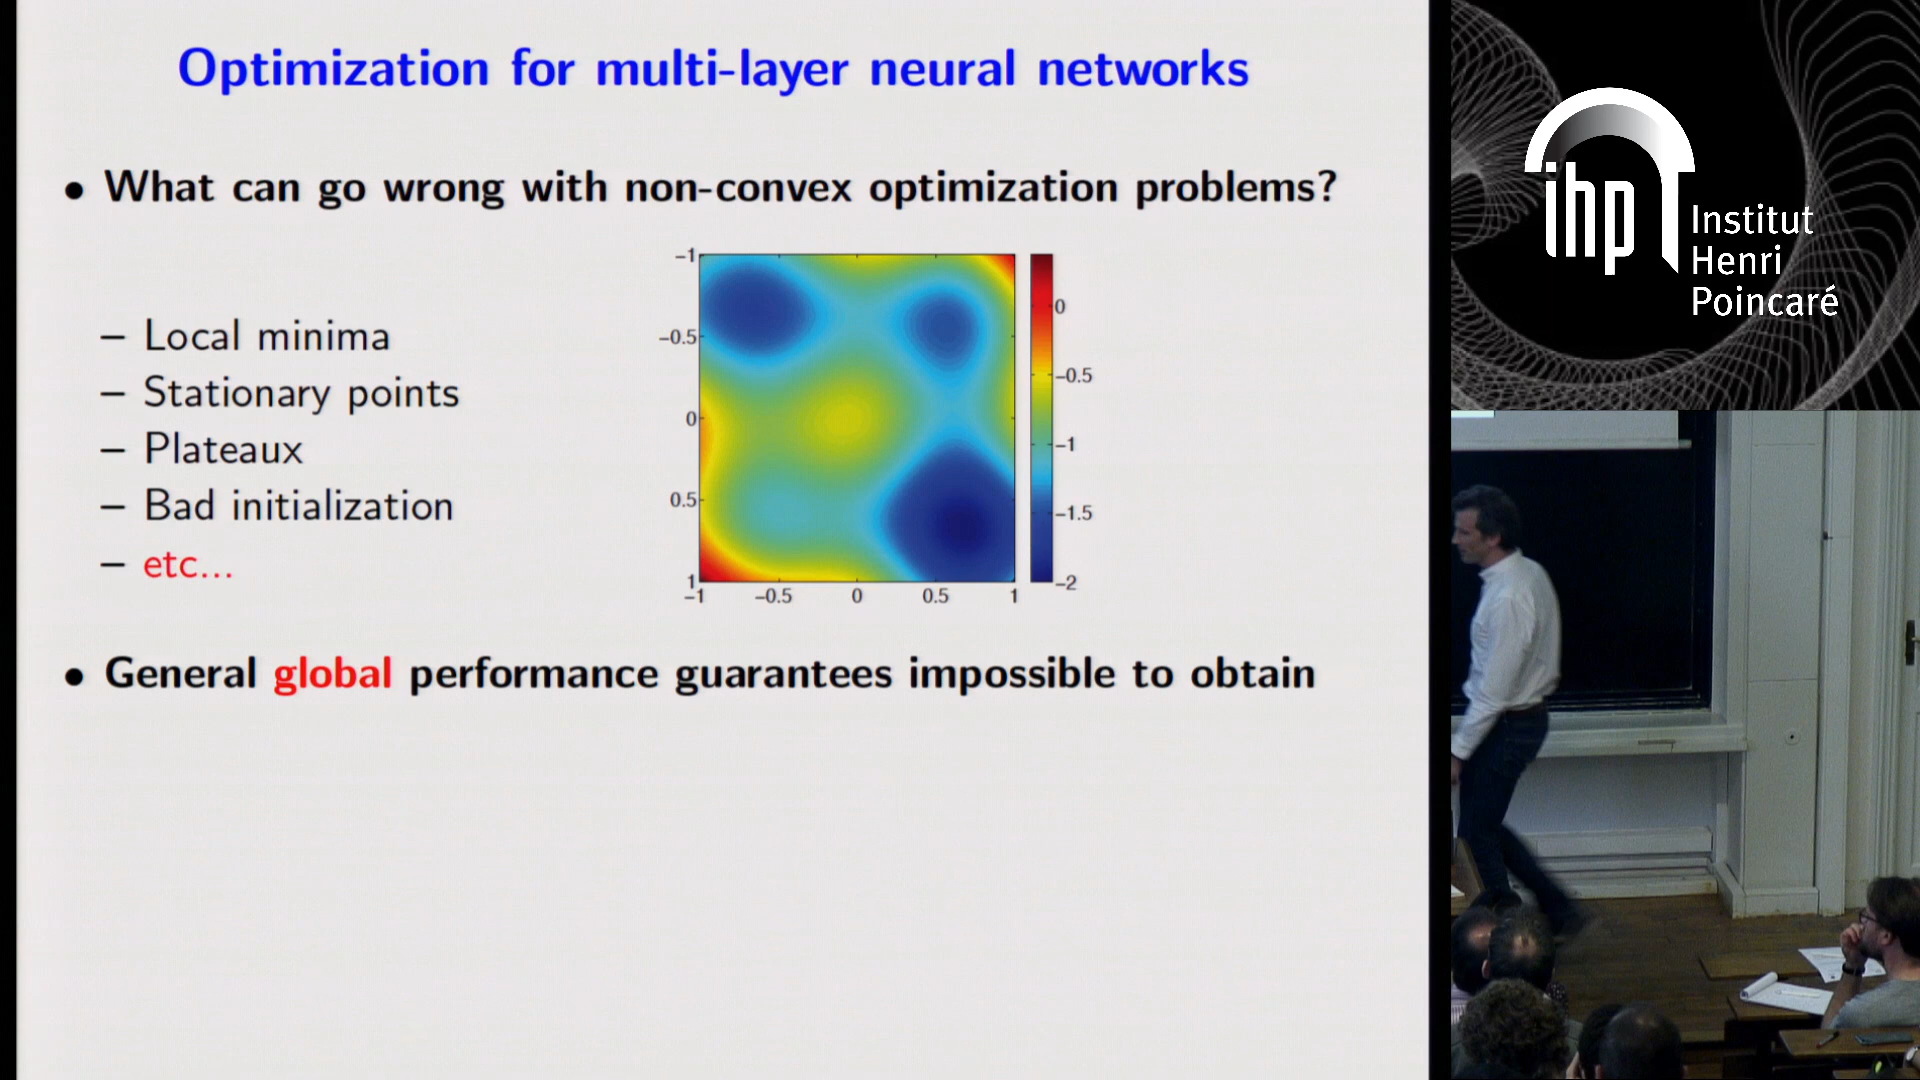 Optimization for multi-layer neural networks
• What can go wrong with non-convex optimization problems?
– Local minima
– Stationary points
– Plateaux
– Bad initialization
– etc...
−1
−0.5
0
0.5
1
−1
−0.5
0
0.5
1
0
−0.5
−1
−1.5
−2
• General global performance guarantees impossible to obtain
ihp
Institut
Henri
Poincaré